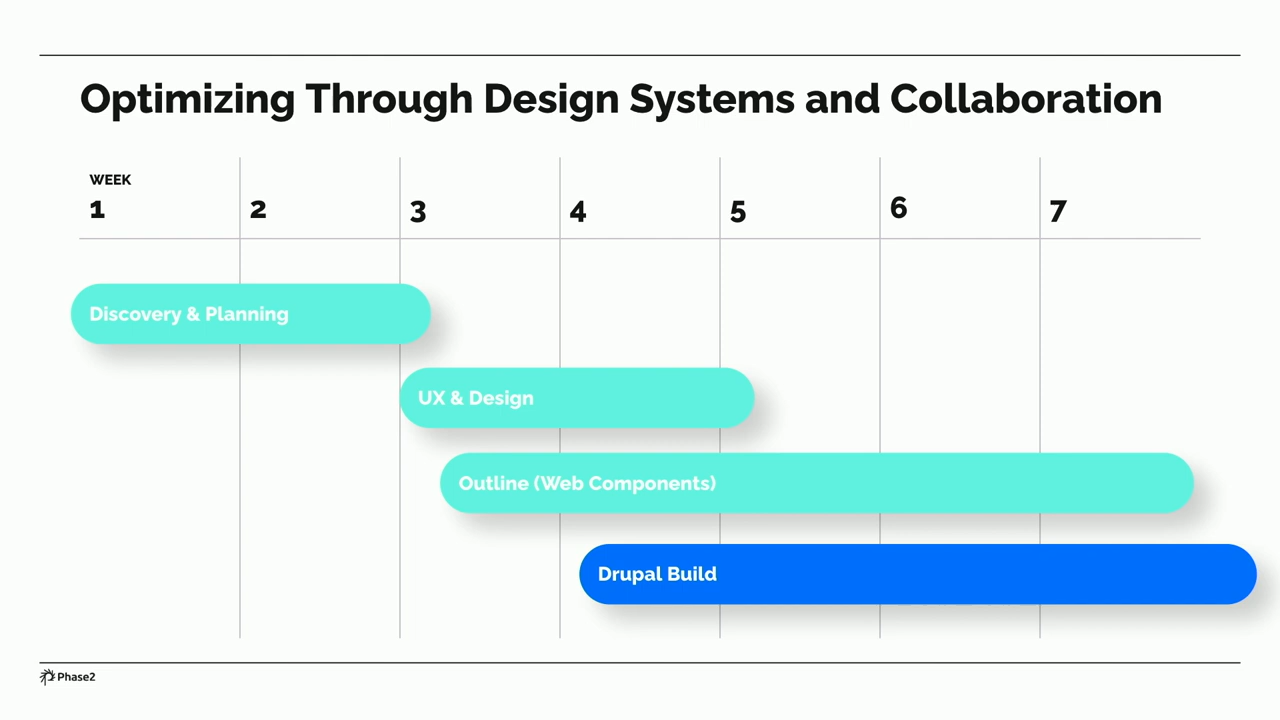 Optimizing Through Design Systems and Collaboration
WEEK
1 2 3 4 5 6 7
Discovery & Planning
UX & Design
Outline (Web Components)
Drupal Build
Phase2